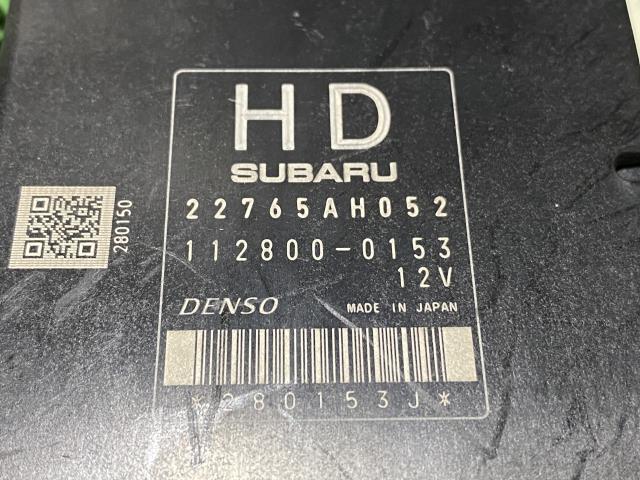 HD
SUBARU
22765AH052
112800-0153
12V
DENSO MADE IN JAPAN
*280153J*
280150